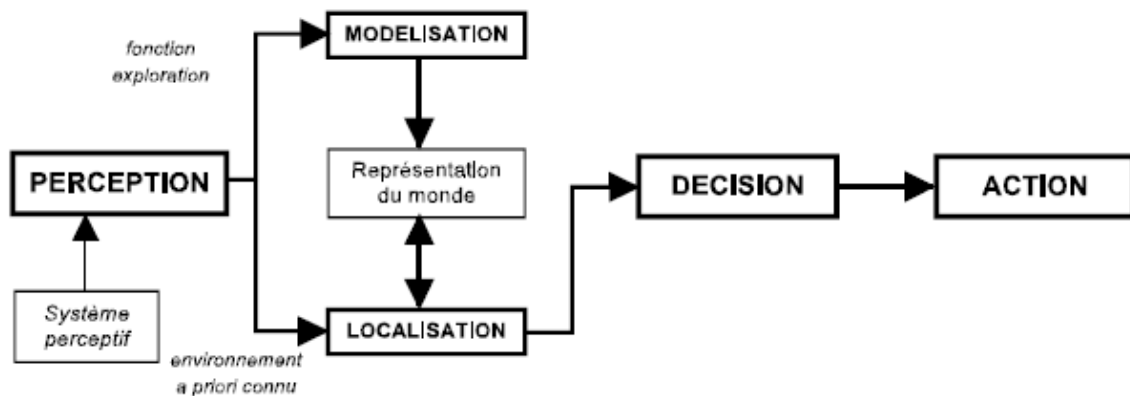 fonction
exploration
MODELISATION
PERCEPTION
Représentation
du monde
DECISION
ACTION
Système
perceptif
LOCALISATION
environnement
a priori connu